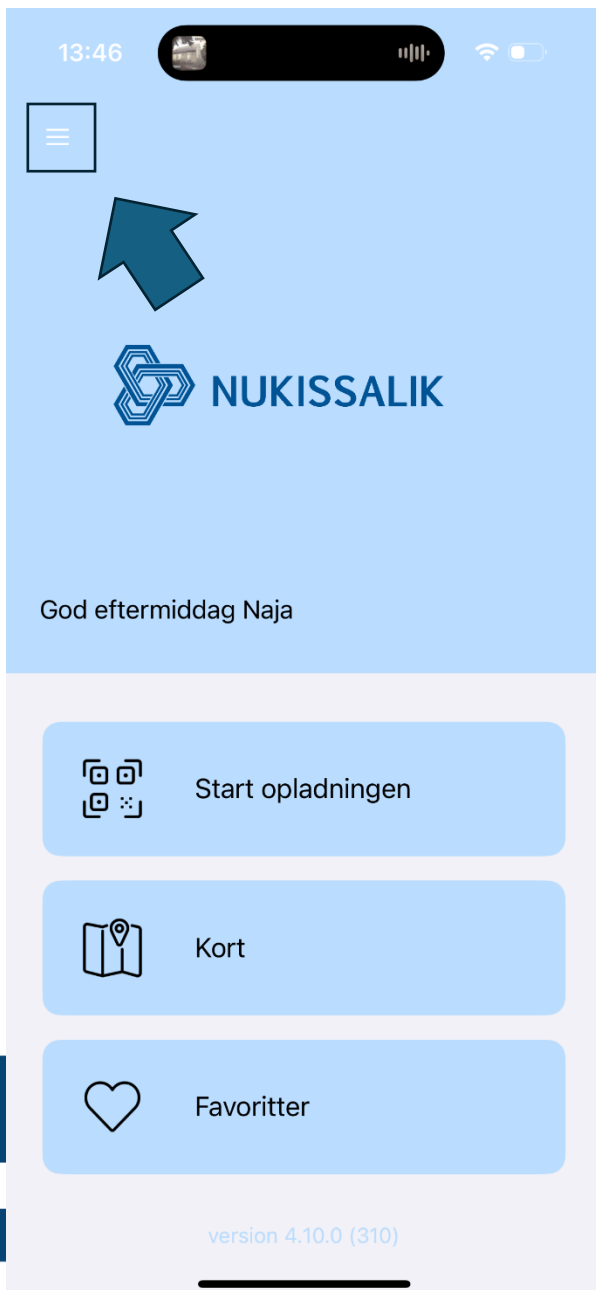 13:46
NUKISSALIK
God eftermiddag Naja
Start opladningen
Kort
Favoritter
version 4.10.0 (310)